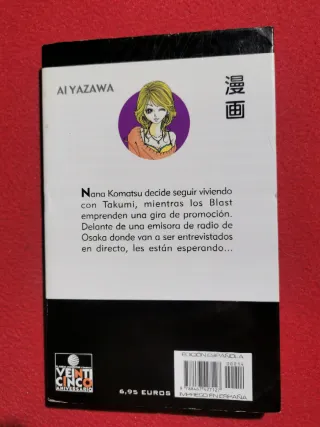 AI YAZAWA
漫
画
Nana Komatsu decide seguir viviendo
con Takumi, mientras los Blast
emprenden una gira de promoción.
Delante de una emisora de radio de
Osaka donde van a ser entrevistados
en directo, les están esperando...
VEINTI
CINCO
ANIVERSARIO
6,95 EUROS
EDICIÓN ESPAÑOLA
IMPRESO EN ESPAÑA